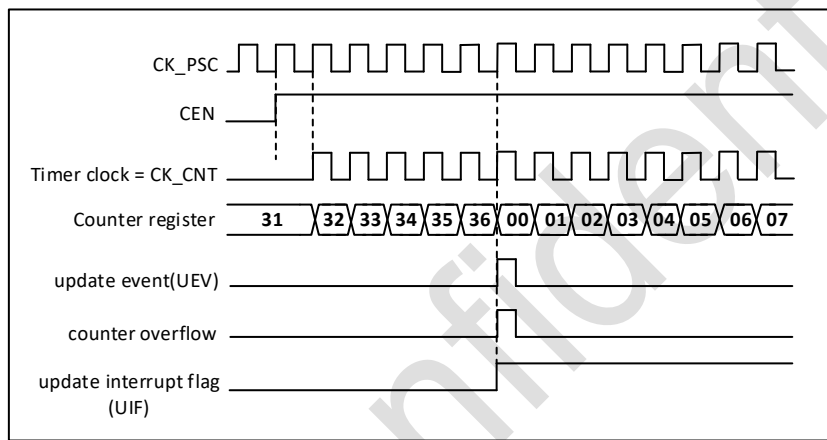 CK_PSC
CEN
Timer clock = CK_CNT
Counter register 31 32 33 34 35 36 00 01 02 03 04 05 06 07
update event(UEV)
counter overflow
update interrupt flag
(UIF)
nfident